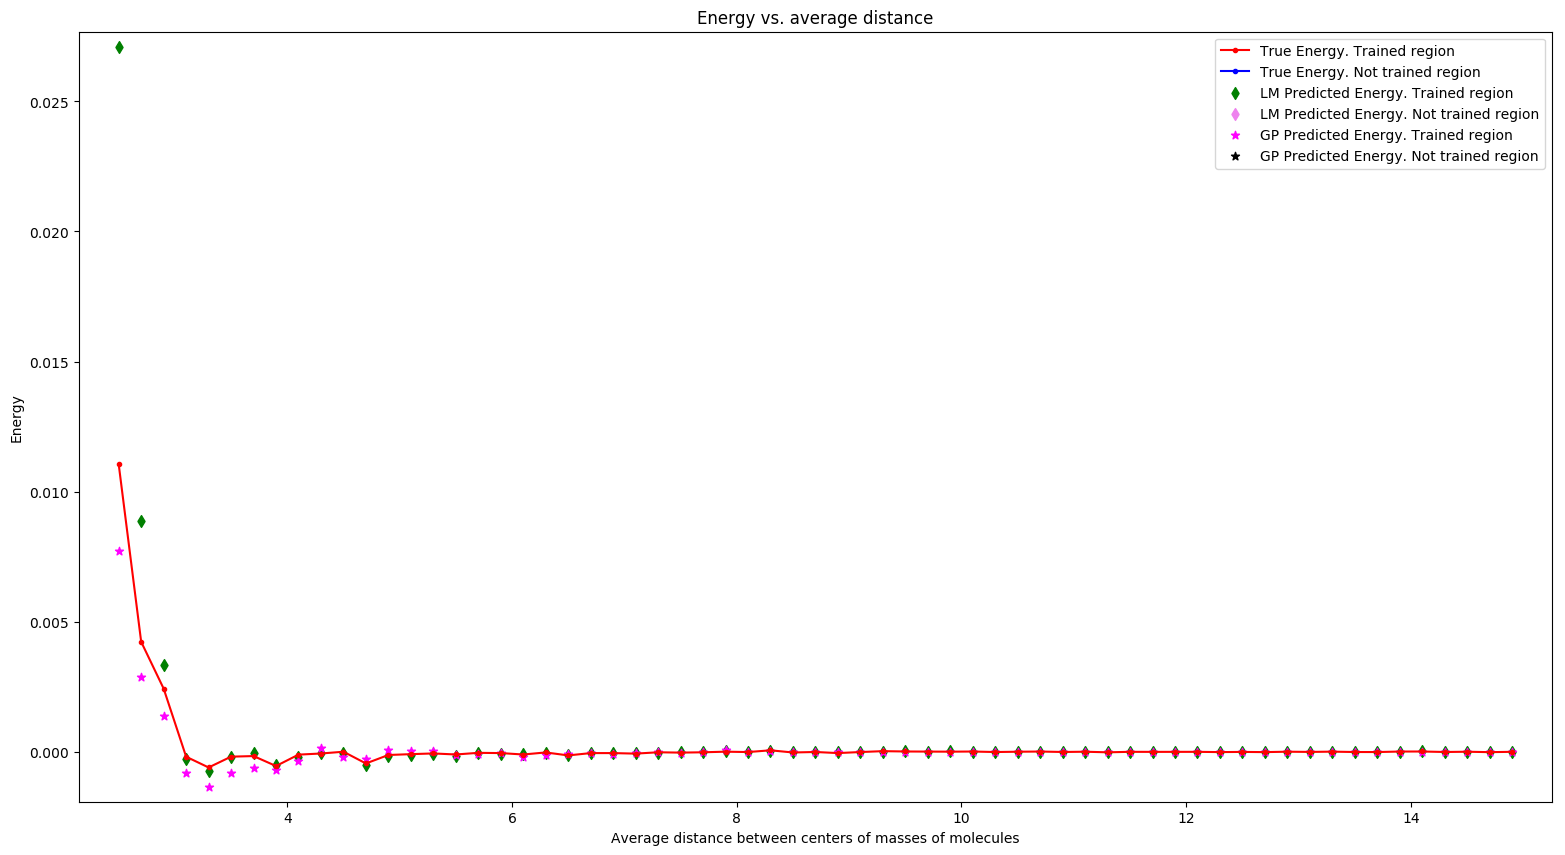 Energy vs. average distance
True Energy. Trained region
True Energy. Not trained region
LM Predicted Energy. Trained region
LM Predicted Energy. Not trained region
GP Predicted Energy. Trained region
GP Predicted Energy. Not trained region
0.025
0.020
0.015
0.010
0.005
0.000
Energy
4 6 8 10 12 14
Average distance between centers of masses of molecules